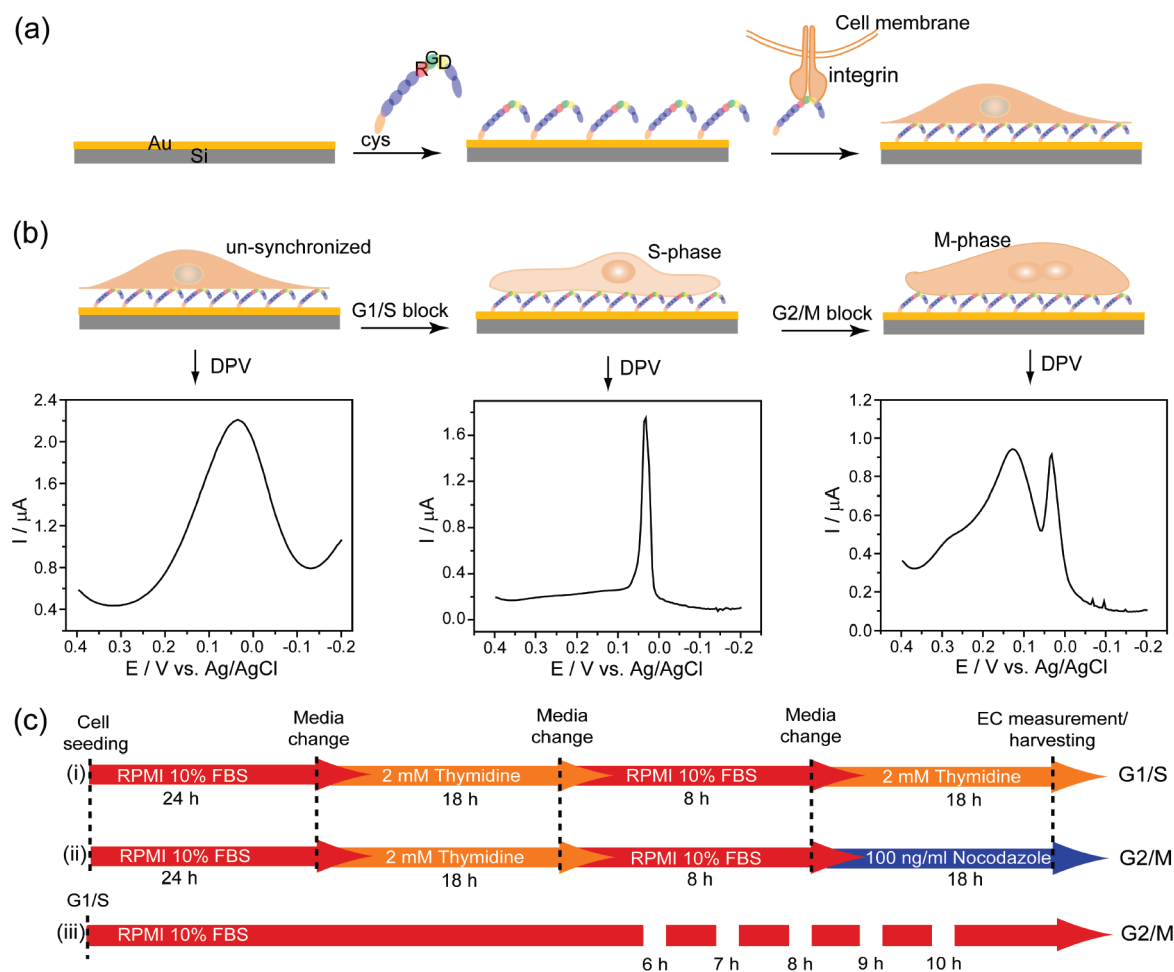 (a)
Au
Si
cys
R
G
D
Cell membrane
integrin
(b)
un-synchronized
G1/S block
S-phase
G2/M block
M-phase
DPV
DPV
DPV
2.4
2.0
1.6
1.2
0.8
0.4
I / μA
0.4 0.3 0.2 0.1 0.0 -0.1 -0.2
E / V vs. Ag/AgCl
1.6
1.2
0.8
0.4
0.0
I / μA
0.4 0.3 0.2 0.1 0.0 -0.1 -0.2
E / V vs. Ag/AgCl
1.2
1.0
0.8
0.6
0.4
0.2
0.0
I / μA
0.4 0.3 0.2 0.1 0.0 -0.1 -0.2
E / V vs. Ag/AgCl
(c)
Cell
seeding
Media
change
Media
change
Media
change
EC measurement/
harvesting
(i) RPMI 10% FBS 2 mM Thymidine RPMI 10% FBS 2 mM Thymidine G1/S
24 h 18 h 8 h 18 h
(ii) RPMI 10% FBS 2 mM Thymidine RPMI 10% FBS 100 ng/ml Nocodazole G2/M
24 h 18 h 8 h 18 h
G1/S
(iii) RPMI 10% FBS G2/M
6 h 7 h 8 h 9 h 10 h